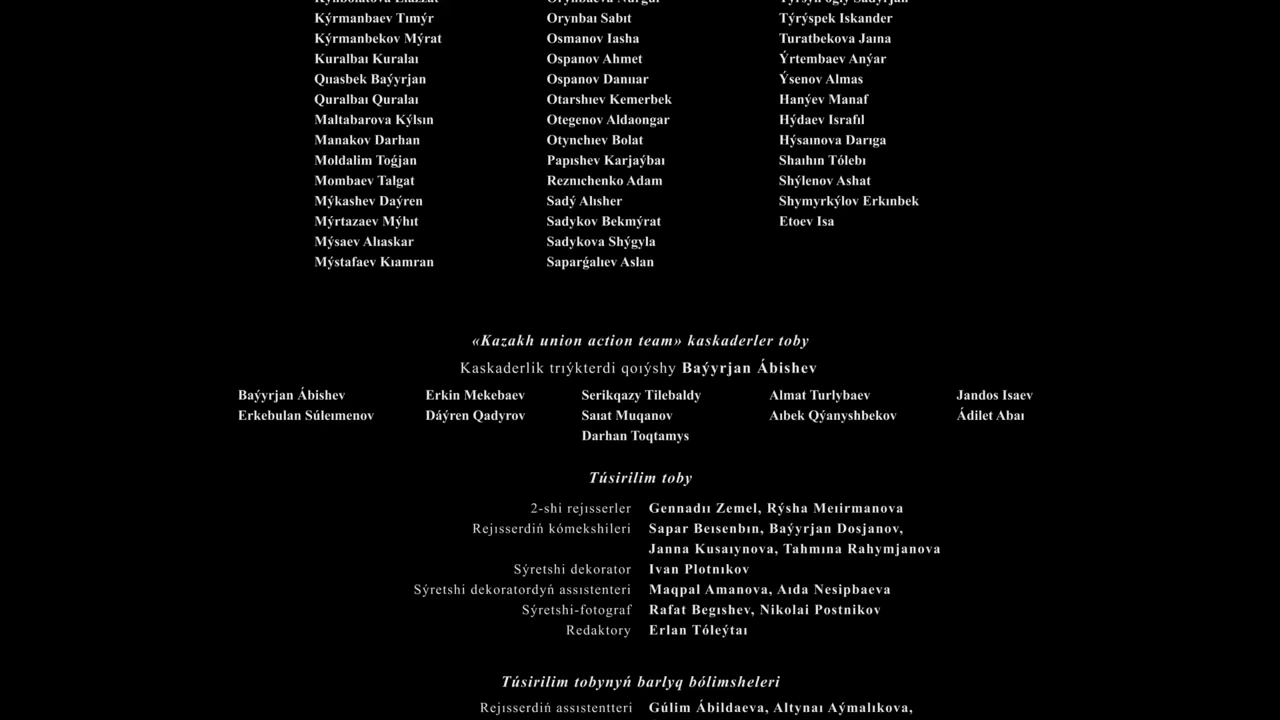 Kýrmanbaev Tımýr
Kýrmanbekov Mýrat
Kuralbaı Kuralaı
Quasbek Baýyrjan
Quralbaı Quralaı
Maltabarova Kýlsın
Manakov Darhan
Moldalim Toǵjan
Mombaev Talgat
Mýkashev Daýren
Mýrtazaev Mýhıt
Mýsaev Alıaskar
Mýstafaev Kıamran
Orynbaı Sabıt
Osmanov Iasha
Ospanov Ahmet
Ospanov Danııar
Otarshıev Kemerbek
Otegenov Aldaongar
Otynchıev Bolat
Papıshev Karjaýbaı
Reznıchenko Adam
Sadý Alısher
Sadykov Bekmýrat
Sadykova Shýgyla
Saparǵalıev Aslan
Týrýspek Iskander
Turatbekova Jaına
Ýrtembaev Anýar
Ýsenov Almas
Hanýev Manaf
Hýdaev Israfıl
Hýsaınova Darıga
Shaıhın Tólebı
Shýlenov Ashat
Shymyrkýlov Erkınbek
Etoev Isa
«Kazakh union action team» kaskaderler toby
Kaskaderlik trıýkterdi qoıýshy Baýyrjan Ábishev
Baýyrjan Ábishev Erkin Mekebaev Serikqazy Tilebaldy Almat Turlybaev Jandos Isaev
Erkebulan Súleımenov Dáýren Qadyrov Saıat Muqanov Aıbek Qýanyshbekov Ádilet Abaı
Darhan Toqtamys
Túsirilim toby
2-shi rejısserler Gennadıı Zemel, Rýsha Meıirmanova
Rejısserdiń kómekshileri Sapar Beısenbın, Baýyrjan Dosjanov,
Janna Kusaıynova, Tahmına Rahymjanova
Sýretshi dekorator Ivan Plotnıkov
Sýretshi dekoratordyń assıstenteri Maqpal Amanova, Aıda Nesipbaeva
Sýretshi-fotograf Rafat Begıshev, Nikolai Postnikov
Redaktory Erlan Tóleýtaı
Túsirilim tobynyń barlyq bólimsheleri
Rejısserdiń assıstentteri Gúlim Ábildaeva, Altynaı Aýmalıkova,